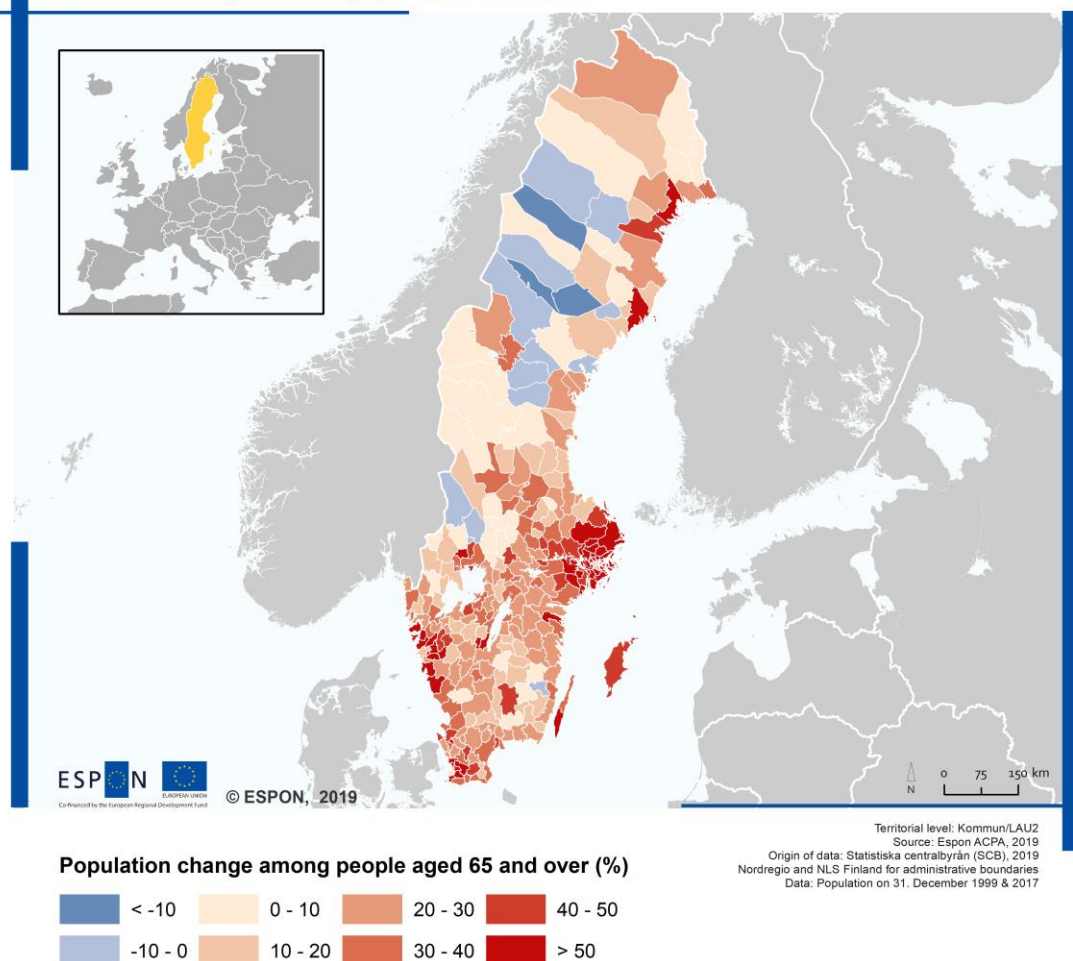 ESPON
EUROPEAN UNION
Co-financed by the European Regional Development Fund
© ESPON, 2019
N
0 75 150 km
Territorial level: Kommun/LAU2
Source: Espon ACPA, 2019
Origin of data: Statistiska centralbyrån (SCB), 2019
Nordregio and NLS Finland for administrative boundaries
Data: Population on 31. December 1999 & 2017
Population change among people aged 65 and over (%)
< -10 0 - 10 20 - 30 40 - 50
-10 - 0 10 - 20 30 - 40 > 50